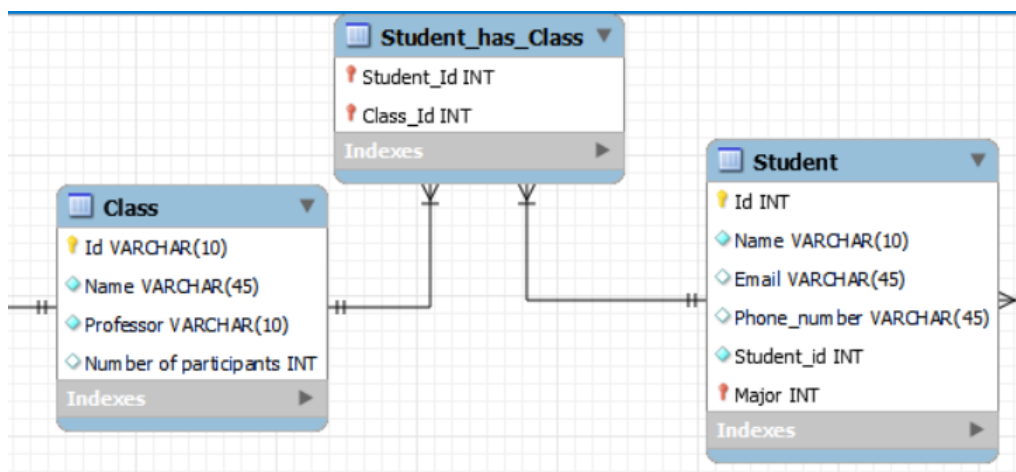 Student_has_Class
Student_Id INT
Class_Id INT
Indexes
Class
Id VARCHAR(10)
Name VARCHAR(45)
Professor VARCHAR(10)
Number of participants INT
Indexes
Student
Id INT
Name VARCHAR(10)
Email VARCHAR(45)
Phone_number VARCHAR(45)
Student_id INT
Major INT
Indexes